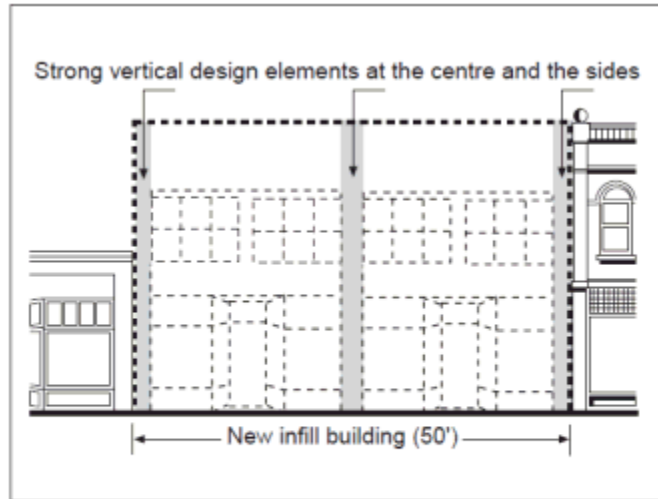 Strong vertical design elements at the centre and the sides
New infill building (50')